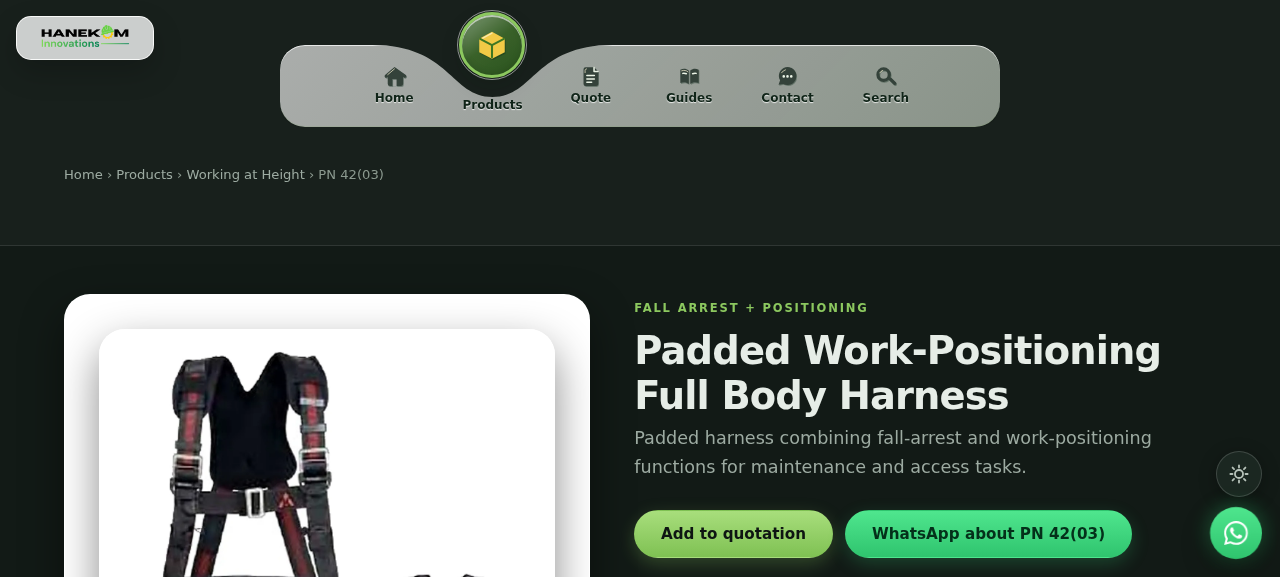 HANEKOM
Innovations
Home
Products
Quote
Guides
Contact
Search
Home › Products › Working at Height › PN 42(03)
FALL ARREST + POSITIONING
Padded Work-Positioning
Full Body Harness
Padded harness combining fall-arrest and work-positioning
functions for maintenance and access tasks.
Add to quotation
WhatsApp about PN 42(03)